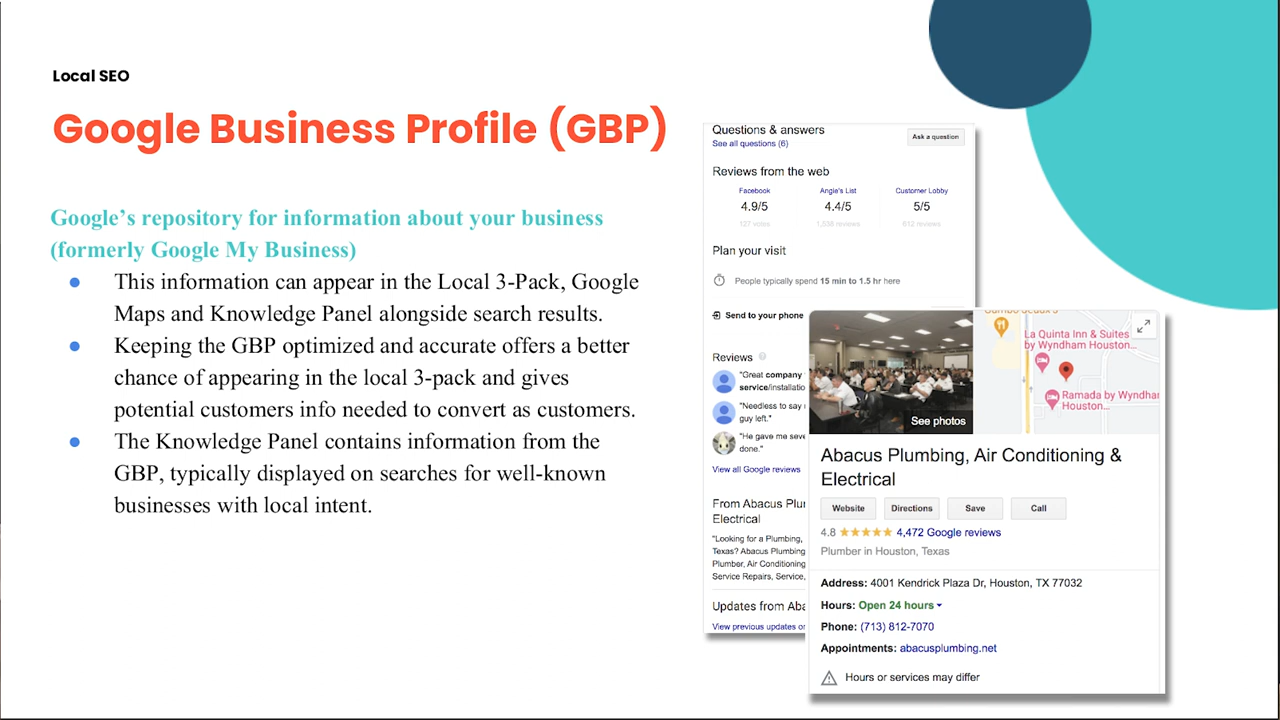 Local SEO
Google Business Profile (GBP)
Google's repository for information about your business
(formerly Google My Business)
● This information can appear in the Local 3-Pack, Google
Maps and Knowledge Panel alongside search results.
● Keeping the GBP optimized and accurate offers a better
chance of appearing in the local 3-pack and gives
potential customers info needed to convert as customers.
● The Knowledge Panel contains information from the
GBP, typically displayed on searches for well-known
businesses with local intent.
Questions & answers
Ask a question
See all questions (6)
Reviews from the web
Facebook Angie's List Customer Lobby
4.9/5 4.4/5 5/5
127 votes reviews 812 reviews
Plan your visit
People typically spend 15 min to 1.5 hr here
Send to your phone
Reviews
"Great company
service/installatio
"Needless to say
guy left."
"He gave me seve
done."
View all Google reviews
From Abacus Plur
Electrical
"Looking for a Plumbing,
Texas? Abacus Plumbing
Plumber, Air Conditioning
Service Repairs, Service,
Updates from Aba
View previous updates o
La Quinta Inn & Suites
by Wyndham Houston...
Ramada by Wyndha
Houston...
See photos
Abacus Plumbing, Air Conditioning &
Electrical
Website Directions Save Call
4.8 ★★★★★ 4,472 Google reviews
Plumber in Houston, Texas
Address: 4001 Kendrick Plaza Dr, Houston, TX 77032
Hours: Open 24 hours
Phone: (713) 812-7070
Appointments: abacusplumbing.net
Hours or services may differ